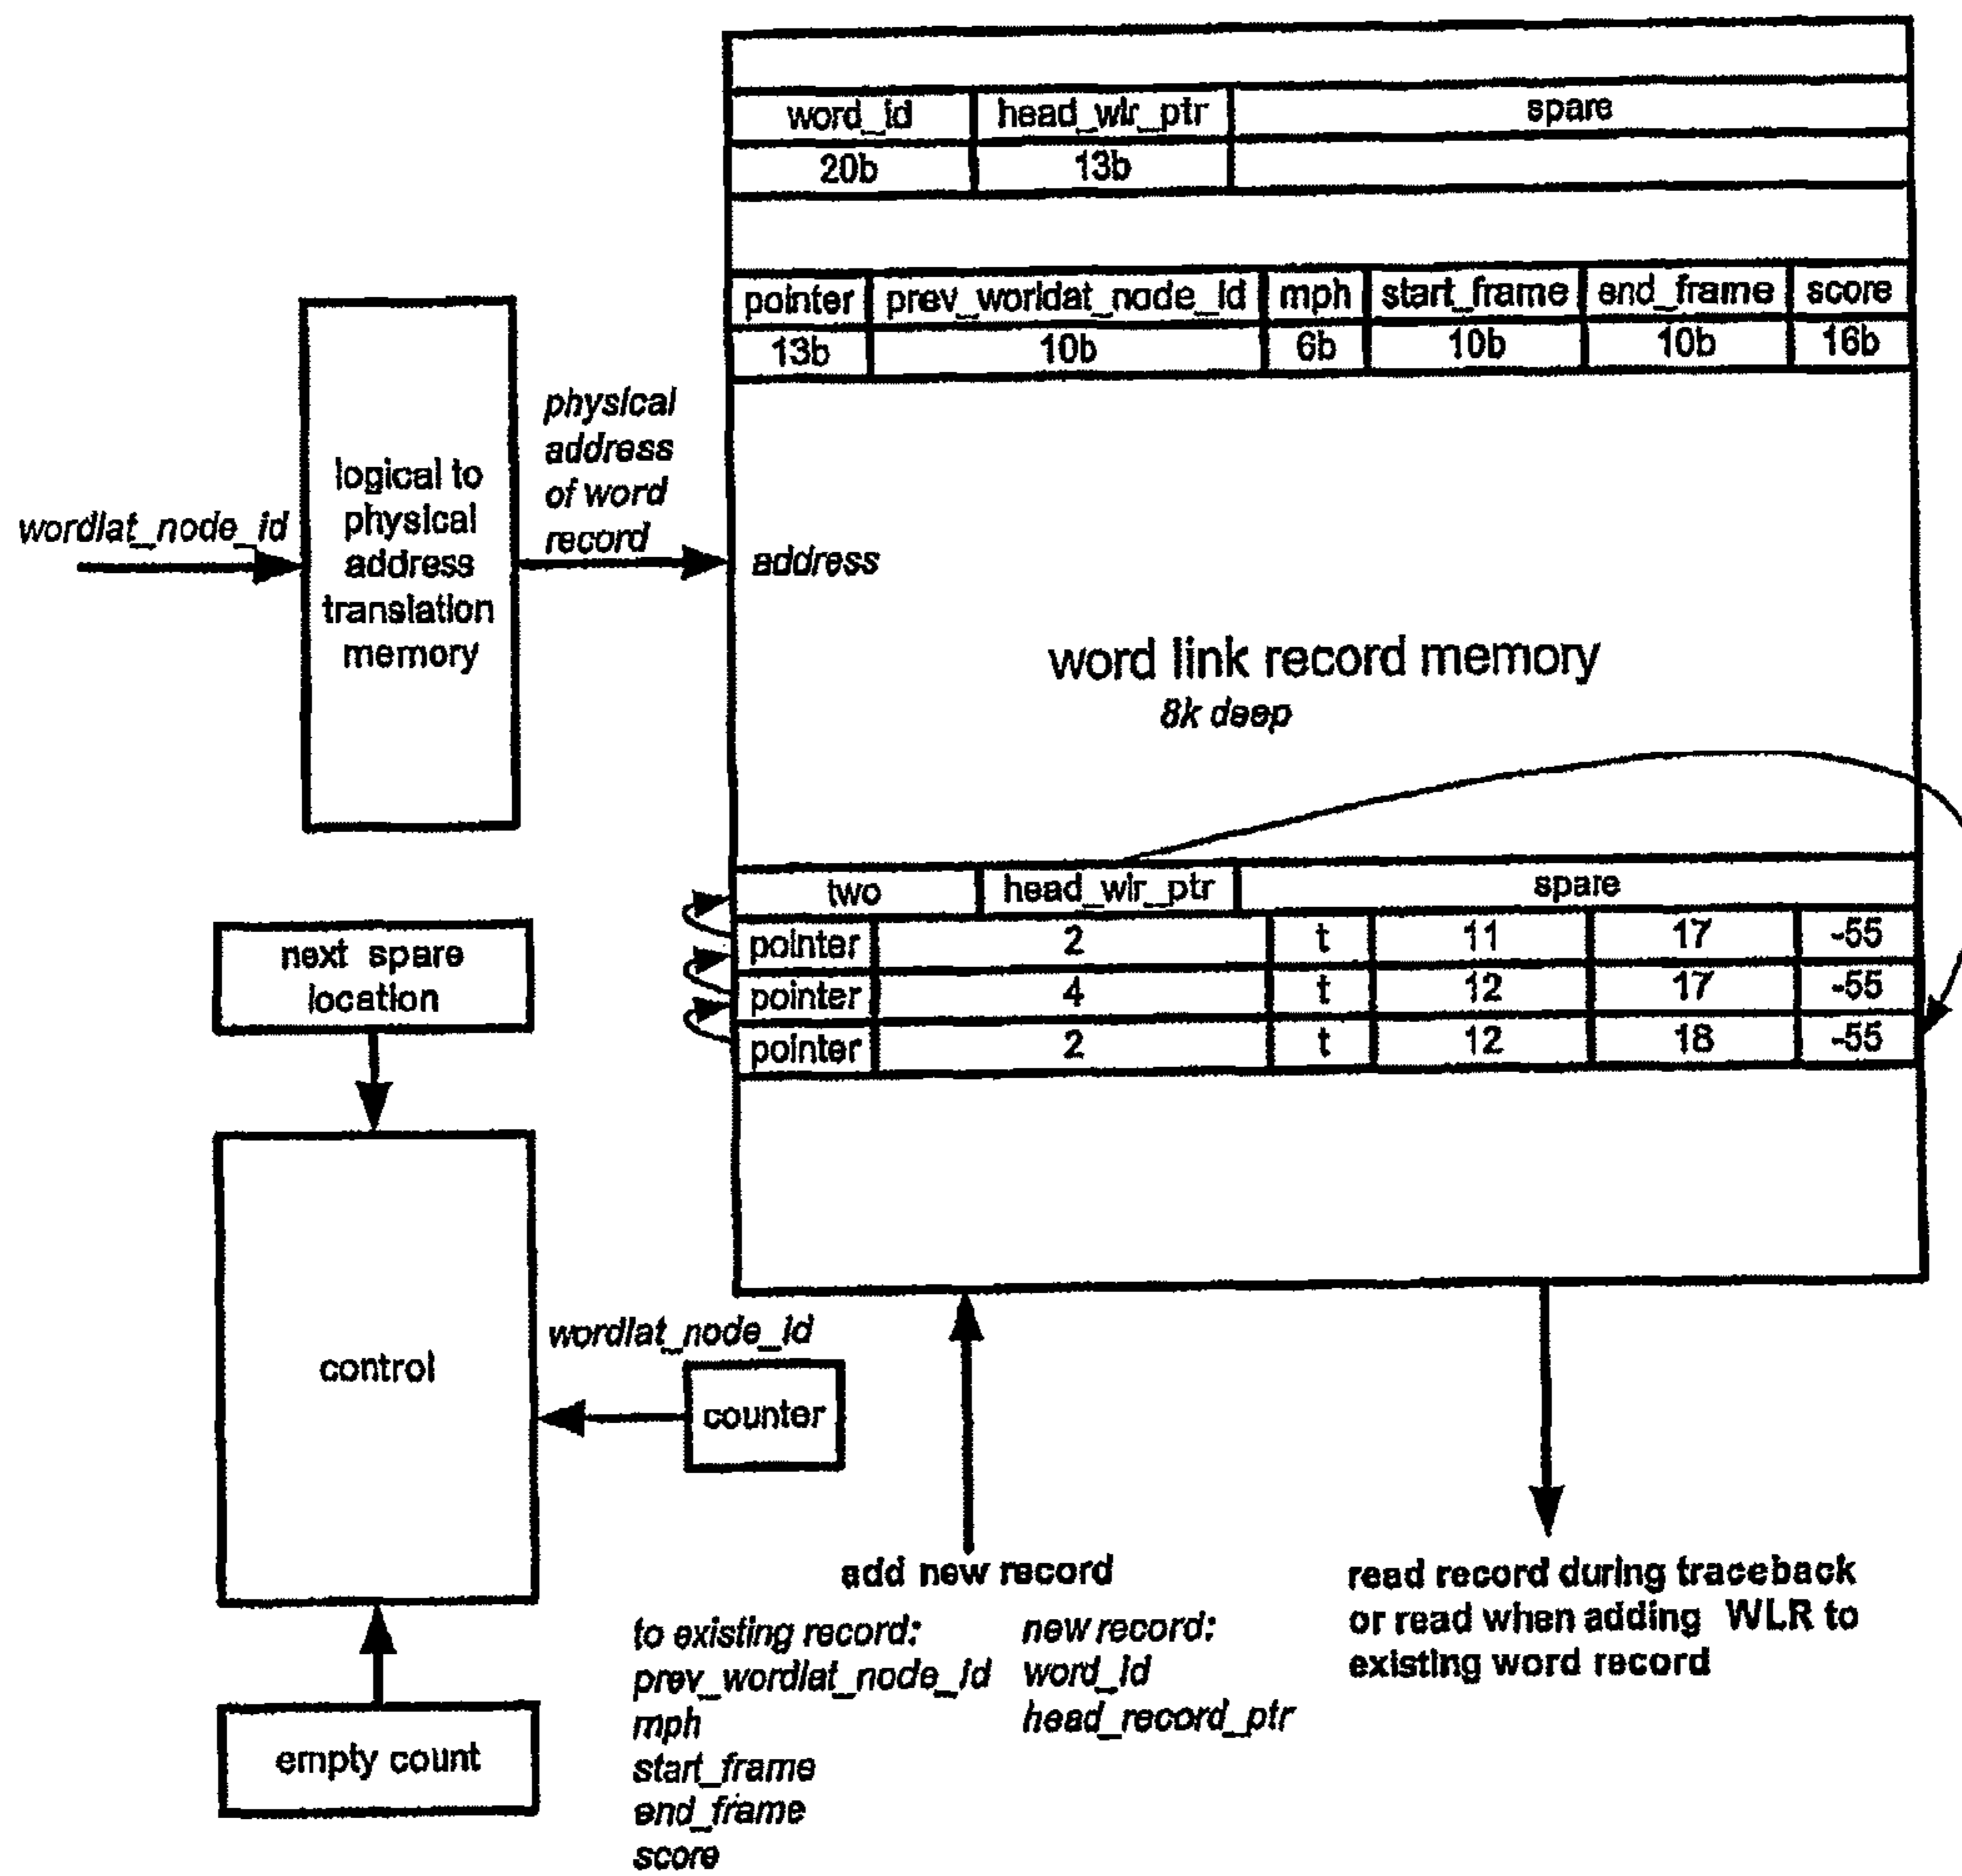 word_id head_wlr_ptr spare
20b 13b
pointer prev_worldat_node_id mph start_frame end_frame score
13b 10b 6b 10b 10b 16b
wordlat_node_id
logical to
physical
address
translation
memory
physical
address
of word
record
address
word link record memory
8k deep
two head_wlr_ptr spare
pointer 2 t 11 17 -55
pointer 4 t 12 17 -55
pointer 2 t 12 18 -55
next spare
location
control
wordlat_node_id
counter
empty count
add new record
to existing record:
prev_wordlat_node_id
mph
start_frame
end_frame
score
new record:
word_id
head_record_ptr
read record during traceback
or read when adding WLR to
existing word record